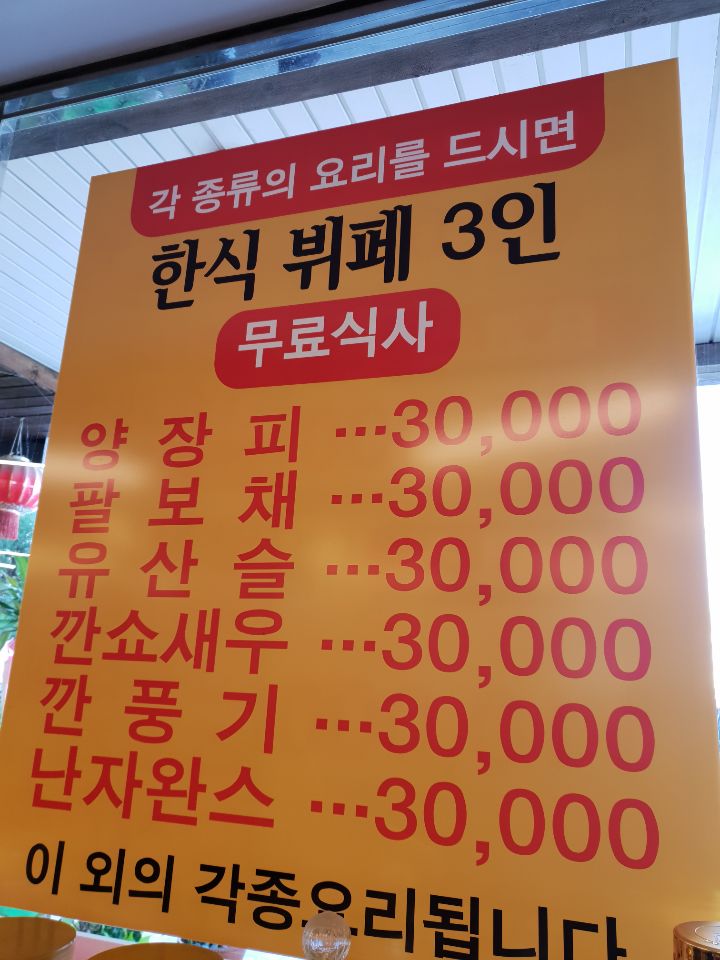 각 종류의 요리를 드시면
한식 뷔페 3인
무료식사
양 장 피 ···30,000
팔 보 채 ···30,000
유 산 슬 ···30,000
깐쇼새우 ···30,000
깐 풍 기 ···30,000
난자완스 ···30,000
이 외의 각종요리됩니다